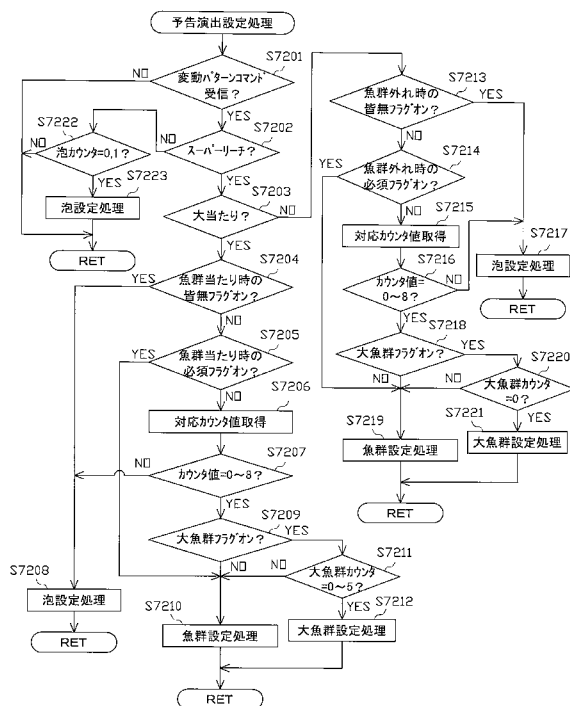 予告演出設定処理
S7201
変動パターンコマンド
受信？
NO
YES
S7202
スーパーリーチ？
NO
YES
S7222
泡カウンタ=0,1？
NO
YES
S7223
泡設定処理
RET
S7203
大当たり？
NO
YES
S7204
魚群当たり時の
皆無フラグオン？
YES
NO
S7205
魚群当たり時の
必須フラグオン？
YES
NO
S7206
対応カウンタ値取得
S7207
カウンタ値=0～8？
NO
YES
S7209
大魚群フラグオン？
YES
NO
S7211
大魚群カウンタ
=0～5？
NO
YES
S7208
泡設定処理
RET
S7210
魚群設定処理
S7212
大魚群設定処理
RET
S7213
魚群外れ時の
皆無フラグオン？
YES
NO
S7214
魚群外れ時の
必須フラグオン？
YES
NO
S7215
対応カウンタ値取得
S7216
カウンタ値=
0～8？
NO
YES
S7217
泡設定処理
RET
S7218
大魚群フラグオン？
YES
NO
S7220
大魚群カウンタ
=0？
NO
YES
S7219
魚群設定処理
S7221
大魚群設定処理
RET